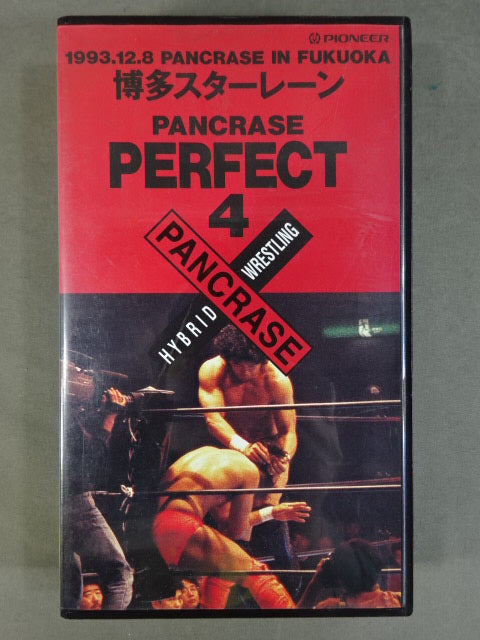 PIONEER
1993.12.8 PANCRASE IN FUKUOKA
博多スターレーン
PANCRASE
PERFECT
4
PANCRASE
HYBRID WRESTLING